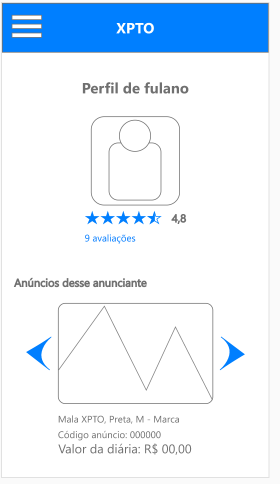 XPTO
Perfil de fulano
4,8
9 avaliações
Anúncios desse anunciante
Mala XPTO, Preta, M - Marca
Código anúncio: 000000
Valor da diária: R$ 00,00